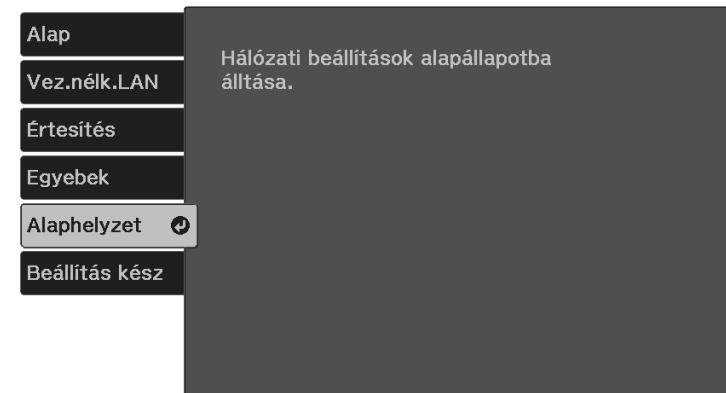 Alap
Vez.nélk.LAN
Értesítés
Egyebek
Alaphelyzet
Beállítás kész
Hálózati beállítások alapállapotba
álltása.